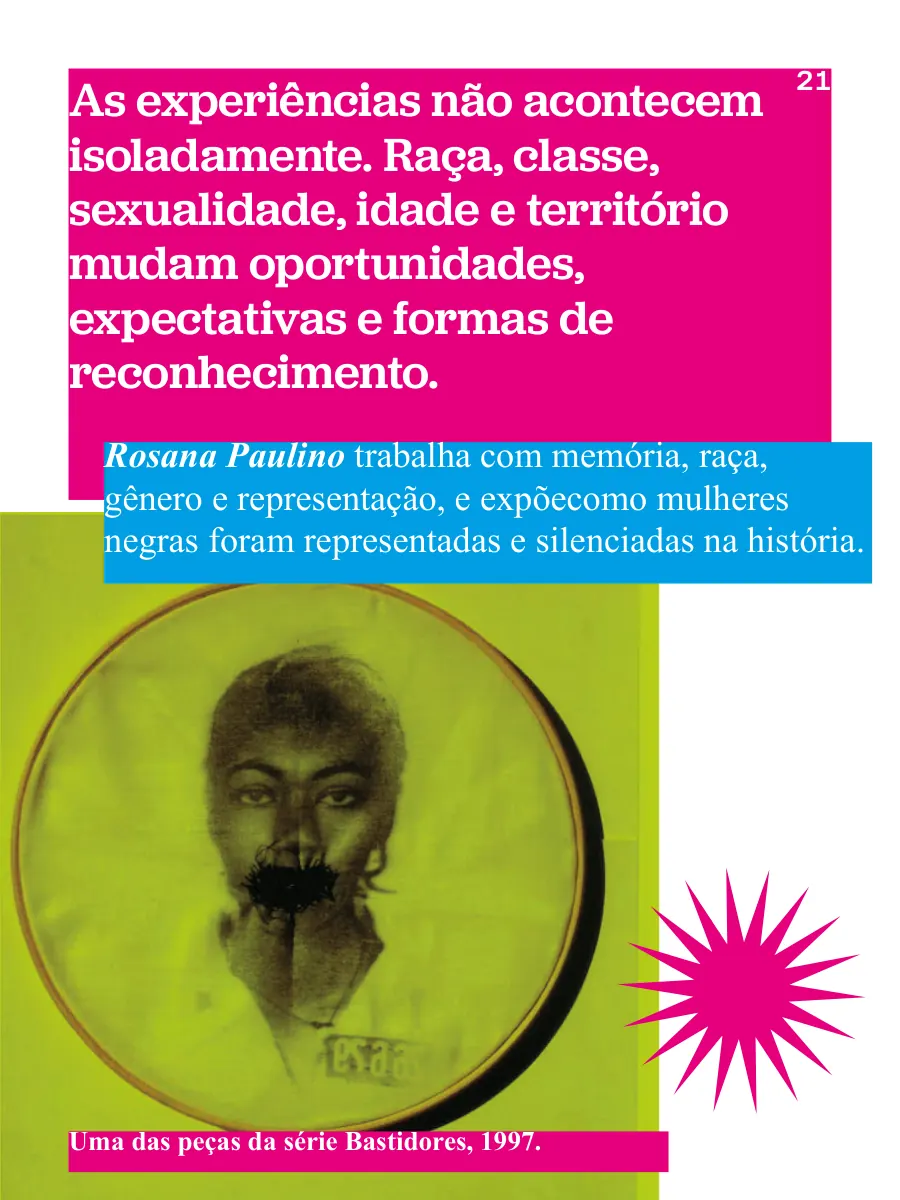 21
As experiências não acontecem
isoladamente. Raça, classe,
sexualidade, idade e território
mudam oportunidades,
expectativas e formas de
reconhecimento.
Rosana Paulino trabalha com memória, raça,
gênero e representação, e expõecomo mulheres
negras foram representadas e silenciadas na história.
Uma das peças da série Bastidores, 1997.